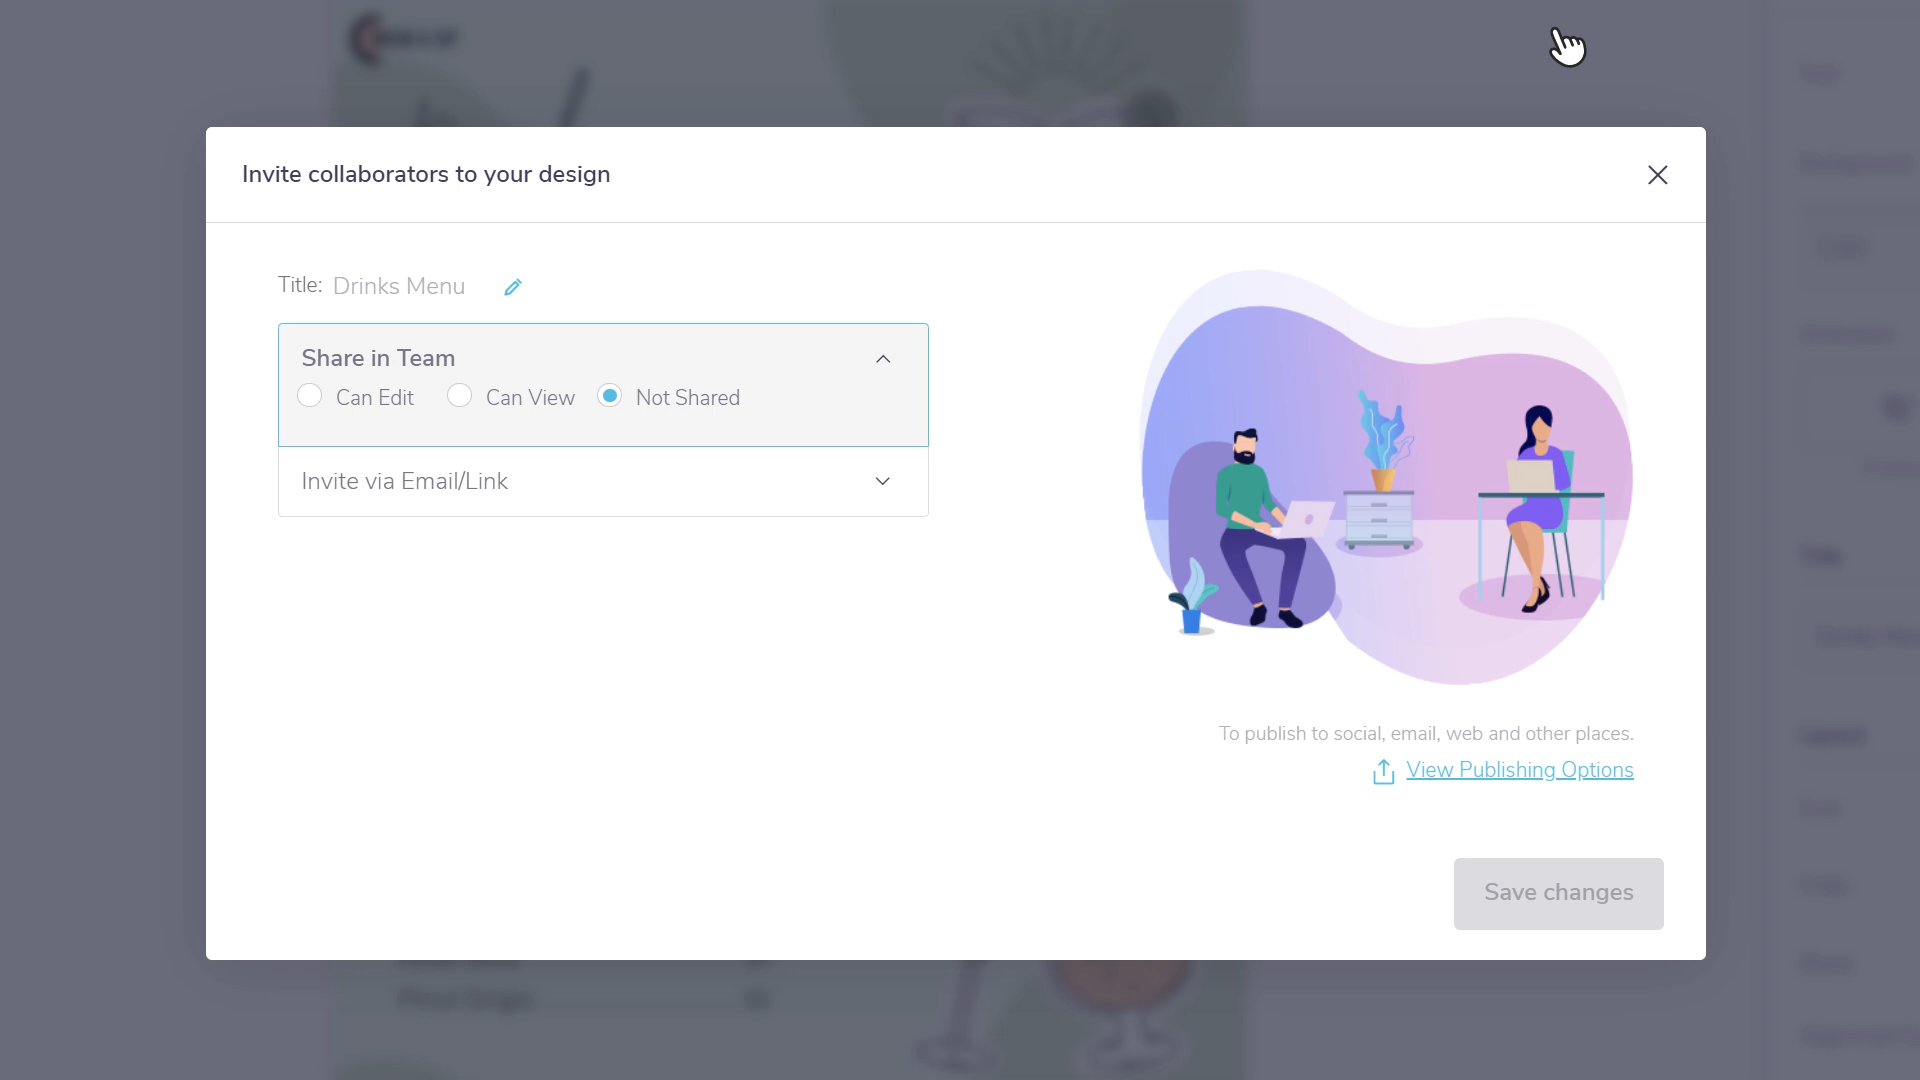 Invite collaborators to your design
Title: Drinks Menu
Share in Team
Can Edit Can View Not Shared
Invite via Email/Link
To publish to social, email, web and other places.
View Publishing Options
Save changes